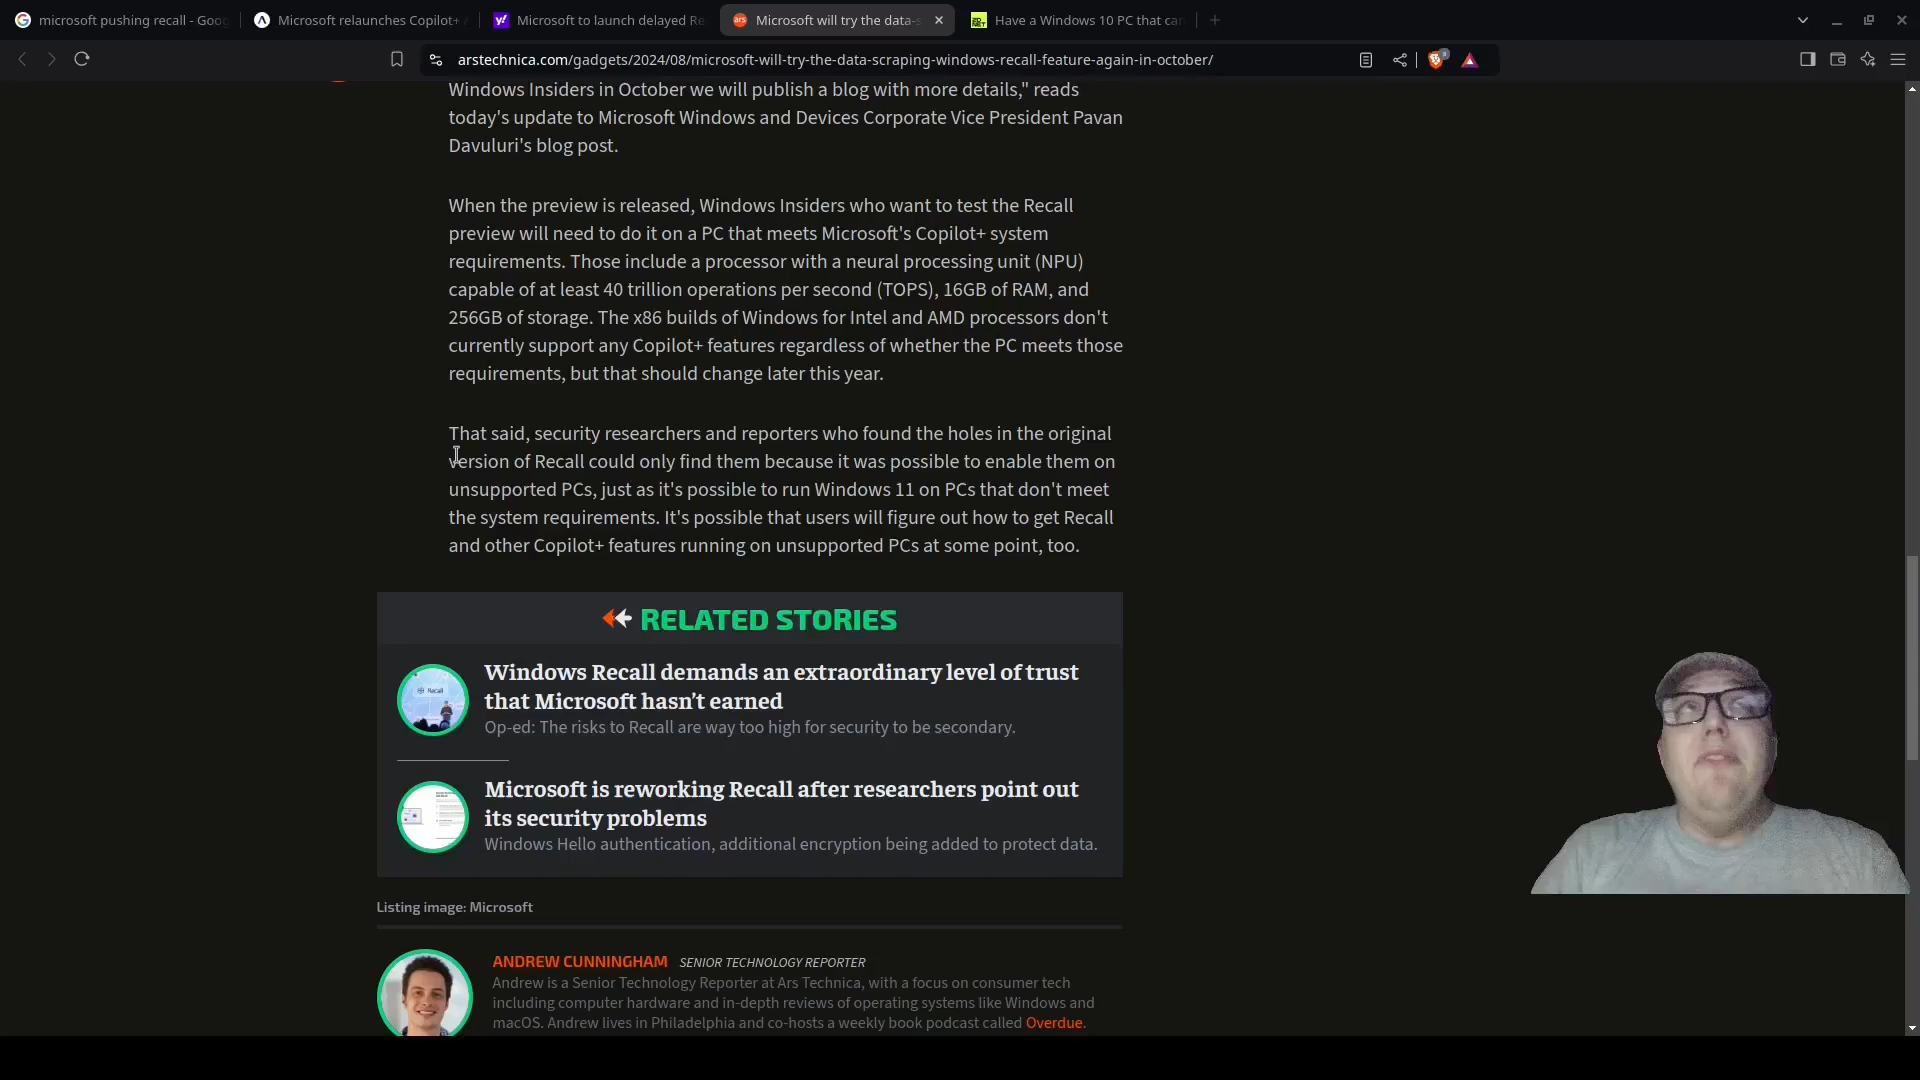 microsoft pushing recall - Goog
Microsoft relaunches Copilot+ A
Microsoft to launch delayed Re
Microsoft will try the data-s
Have a Windows 10 PC that can
arstechnica.com/gadgets/2024/08/microsoft-will-try-the-data-scraping-windows-recall-feature-again-in-october/
Windows Insiders in October we will publish a blog with more details," reads
today's update to Microsoft Windows and Devices Corporate Vice President Pavan
Davuluri's blog post.
When the preview is released, Windows Insiders who want to test the Recall
preview will need to do it on a PC that meets Microsoft's Copilot+ system
requirements. Those include a processor with a neural processing unit (NPU)
capable of at least 40 trillion operations per second (TOPS), 16GB of RAM, and
256GB of storage. The x86 builds of Windows for Intel and AMD processors don't
currently support any Copilot+ features regardless of whether the PC meets those
requirements, but that should change later this year.
That said, security researchers and reporters who found the holes in the original
version of Recall could only find them because it was possible to enable them on
unsupported PCs, just as it's possible to run Windows 11 on PCs that don't meet
the system requirements. It's possible that users will figure out how to get Recall
and other Copilot+ features running on unsupported PCs at some point, too.
RELATED STORIES
Windows Recall demands an extraordinary level of trust
that Microsoft hasn't earned
Op-ed: The risks to Recall are way too high for security to be secondary.
Microsoft is reworking Recall after researchers point out
its security problems
Windows Hello authentication, additional encryption being added to protect data.
Listing image: Microsoft
ANDREW CUNNINGHAM SENIOR TECHNOLOGY REPORTER
Andrew is a Senior Technology Reporter at Ars Technica, with a focus on consumer tech
including computer hardware and in-depth reviews of operating systems like Windows and
macOS. Andrew lives in Philadelphia and co-hosts a weekly book podcast called Overdue.